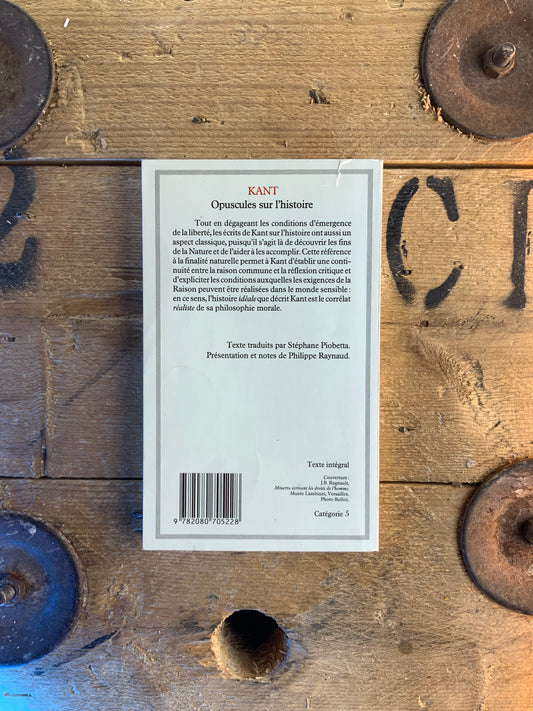 KANT
Opuscules sur l'histoire
Tout en dégageant les conditions d'émergence
de la liberté, les écrits de Kant sur l'histoire ont aussi un
aspect classique, puisqu'il s'agit là de découvrir les fins
de la Nature et de l'aider à les accomplir. Cette référence
à la finalité naturelle permet à Kant d'établir une conti-
nuité entre la raison commune et la réflexion critique et
d'expliciter les conditions auxquelles les exigences de la
Raison peuvent être réalisées dans le monde sensible :
en ce sens, l'histoire idéale que décrit Kant est le corrélat
réaliste de sa philosophie morale.
Texte traduits par Stéphane Piobetta.
Présentation et notes de Philippe Raynaud.
Texte intégral
Couverture :
J.B. Regnault,
Minerve écrivant les droits de l'homme.
Musée Lambinet, Versailles.
Photo Bulloz.
9 782080 705228
Catégorie 5
2
CI